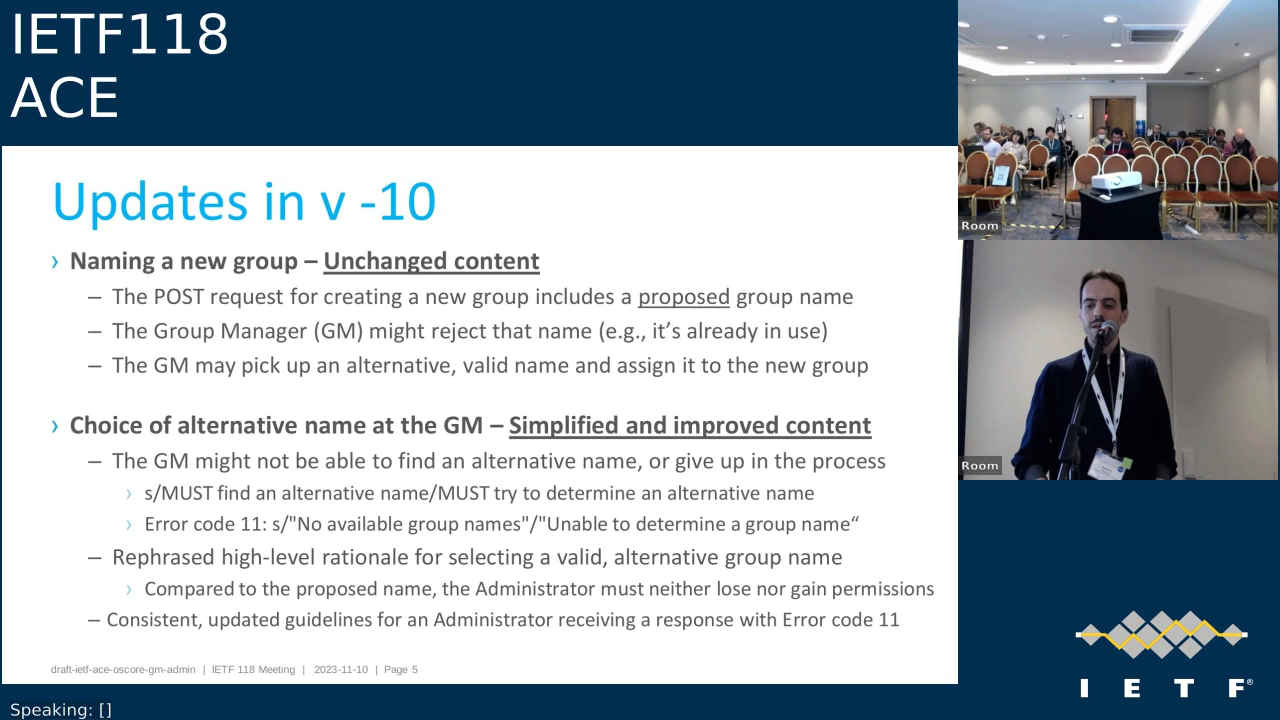 IETF118
ACE
Updates in v -10
› Naming a new group – Unchanged content
– The POST request for creating a new group includes a proposed group name
– The Group Manager (GM) might reject that name (e.g., it’s already in use)
– The GM may pick up an alternative, valid name and assign it to the new group
› Choice of alternative name at the GM – Simplified and improved content
– The GM might not be able to find an alternative name, or give up in the process
› s/MUST find an alternative name/MUST try to determine an alternative name
› Error code 11: s/"No available group names"/"Unable to determine a group name“
– Rephrased high-level rationale for selecting a valid, alternative group name
› Compared to the proposed name, the Administrator must neither lose nor gain permissions
– Consistent, updated guidelines for an Administrator receiving a response with Error code 11
draft-ietf-ace-oscore-gm-admin | IETF 118 Meeting | 2023-11-10 | Page 5
Room
Room
I E T F®
Speaking: []